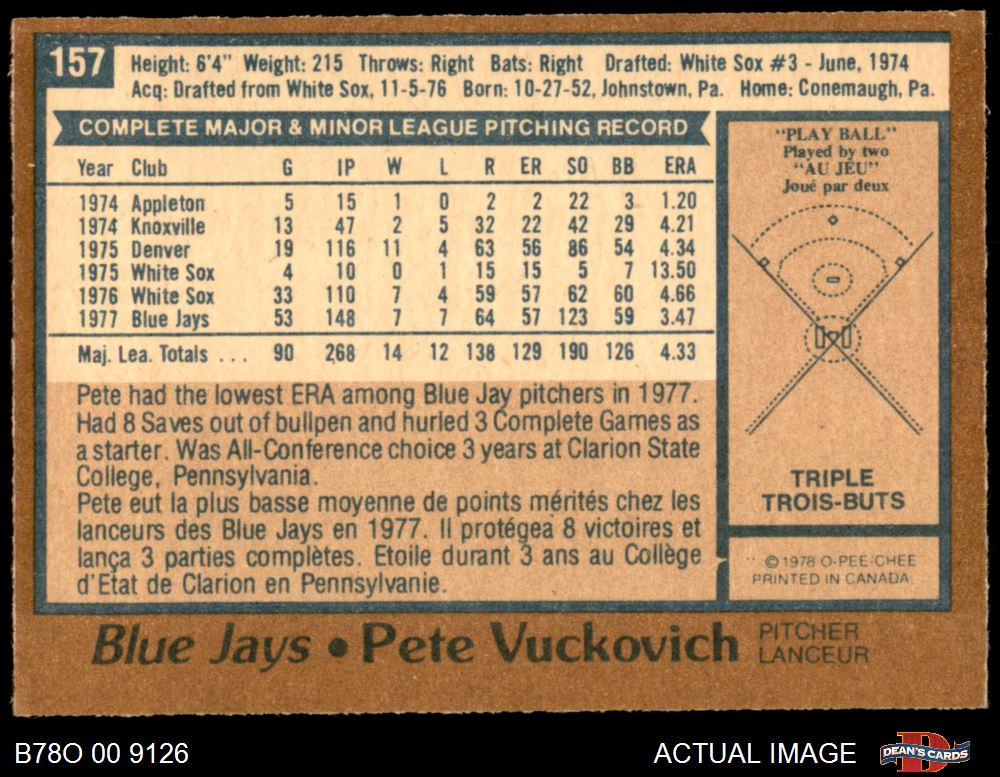 157
Height: 6'4" Weight: 215 Throws: Right Bats: Right Drafted: White Sox #3 - June, 1974
Acq: Drafted from White Sox, 11-5-76 Born: 10-27-52, Johnstown, Pa. Home: Conemaugh, Pa.
COMPLETE MAJOR & MINOR LEAGUE PITCHING RECORD
Year Club G IP W L R ER SO BB ERA
1974 Appleton 5 15 1 0 2 2 22 3 1.20
1974 Knoxville 13 47 2 5 32 22 42 29 4.21
1975 Denver 19 116 11 4 63 56 86 54 4.34
1975 White Sox 4 10 0 1 15 15 5 7 13.50
1976 White Sox 33 110 7 4 59 57 62 60 4.66
1977 Blue Jays 53 148 7 7 64 57 123 59 3.47
Maj. Lea. Totals ... 90 268 14 12 138 129 190 126 4.33
Pete had the lowest ERA among Blue Jay pitchers in 1977.
Had 8 Saves out of bullpen and hurled 3 Complete Games as
a starter. Was All-Conference choice 3 years at Clarion State
College, Pennsylvania.
Pete eut la plus basse moyenne de points mérités chez les
lanceurs des Blue Jays en 1977. Il protégea 8 victoires et
lança 3 parties complètes. Etoile durant 3 ans au Collège
d'Etat de Clarion en Pennsylvanie.
"PLAY BALL"
Played by two
"AU JEU"
Joué par deux
TRIPLE
TROIS-BUTS
©1978 O-PEE-CHEE
PRINTED IN CANADA
Blue Jays • Pete Vuckovich
PITCHER
LANCEUR
B78O 00 9126
ACTUAL IMAGE
DEAN'S CARDS